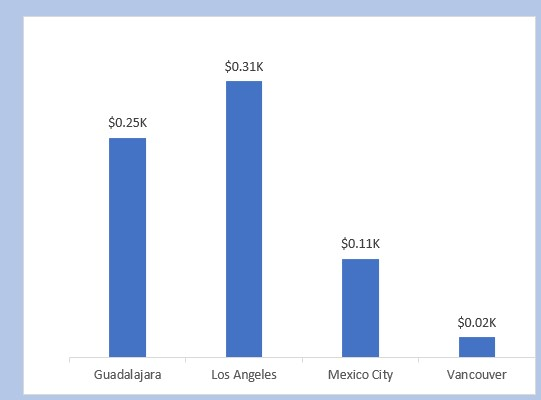 $0.31K
$0.25K
$0.11K
$0.02K
Guadalajara Los Angeles Mexico City Vancouver